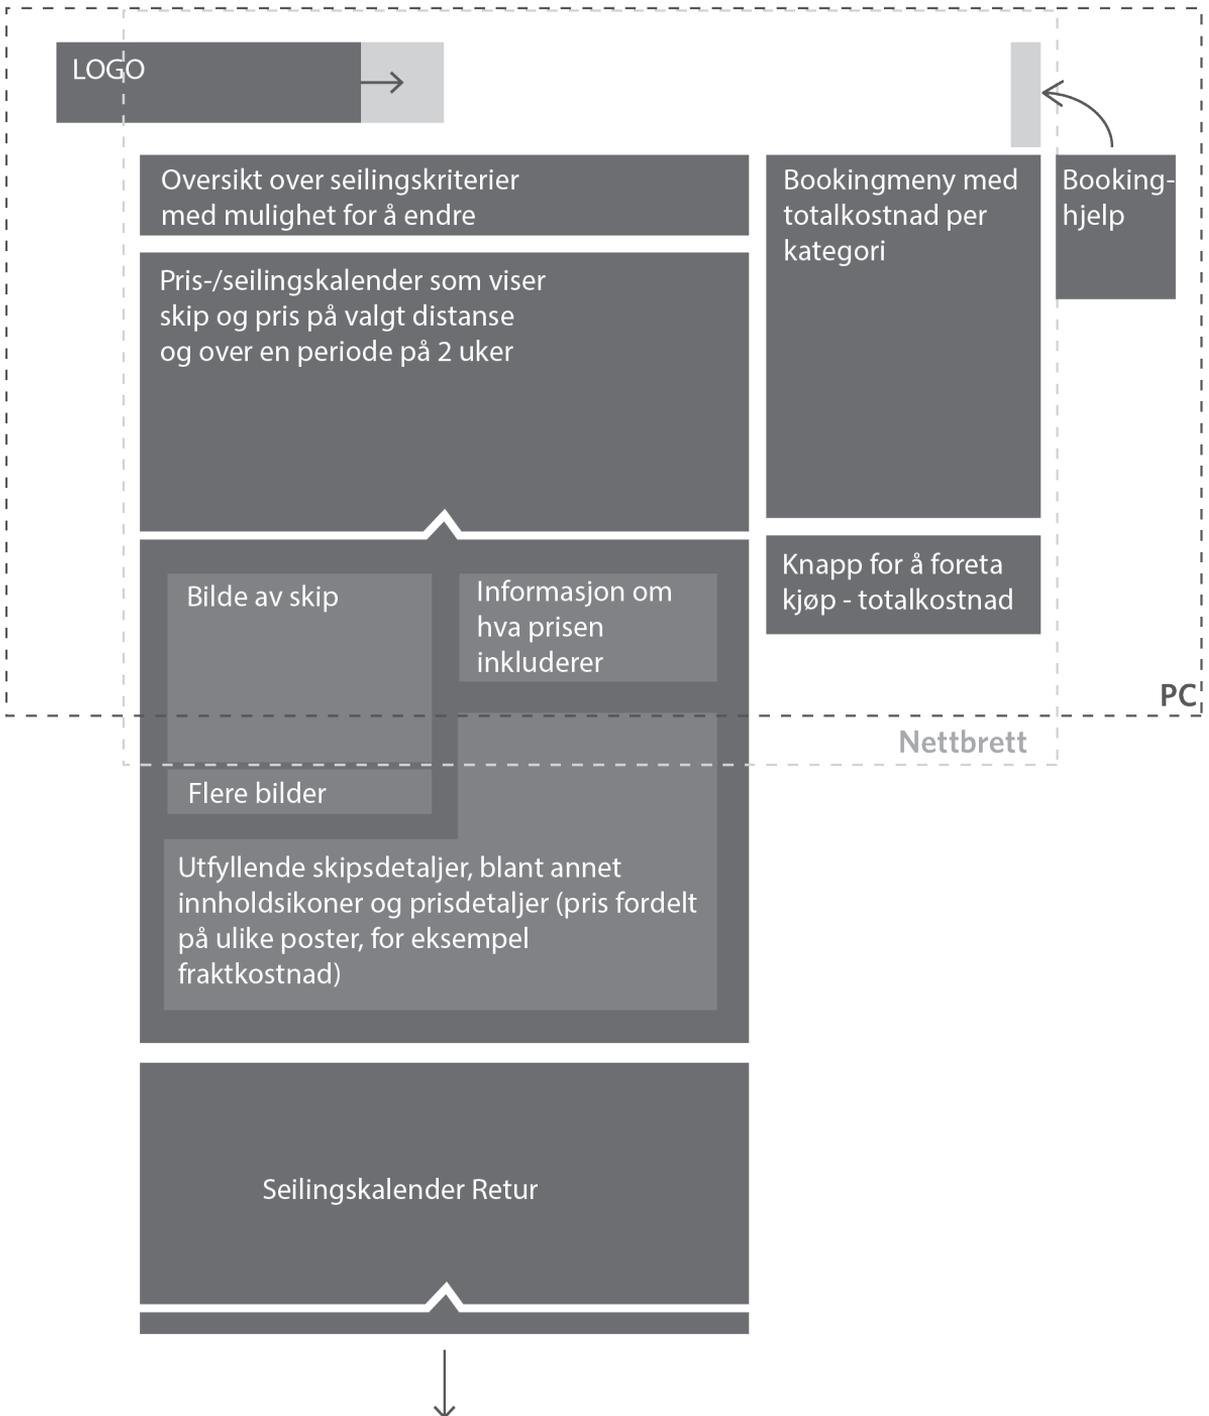 LOGO
Oversikt over seilingskriterier
med mulighet for å endre
Bookingmeny med
totalkostnad per
kategori
Booking-
hjelp
Pris-/seilingskalender som viser
skip og pris på valgt distanse
og over en periode på 2 uker
Knapp for å foreta
kjøp - totalkostnad
Bilde av skip
Informasjon om
hva prisen
inkluderer
PC
Nettbrett
Flere bilder
Utfyllende skipsdetaljer, blant annet
innholdsikoner og prisdetaljer (pris fordelt
på ulike poster, for eksempel
fraktkostnad)
Seilingskalender Retur